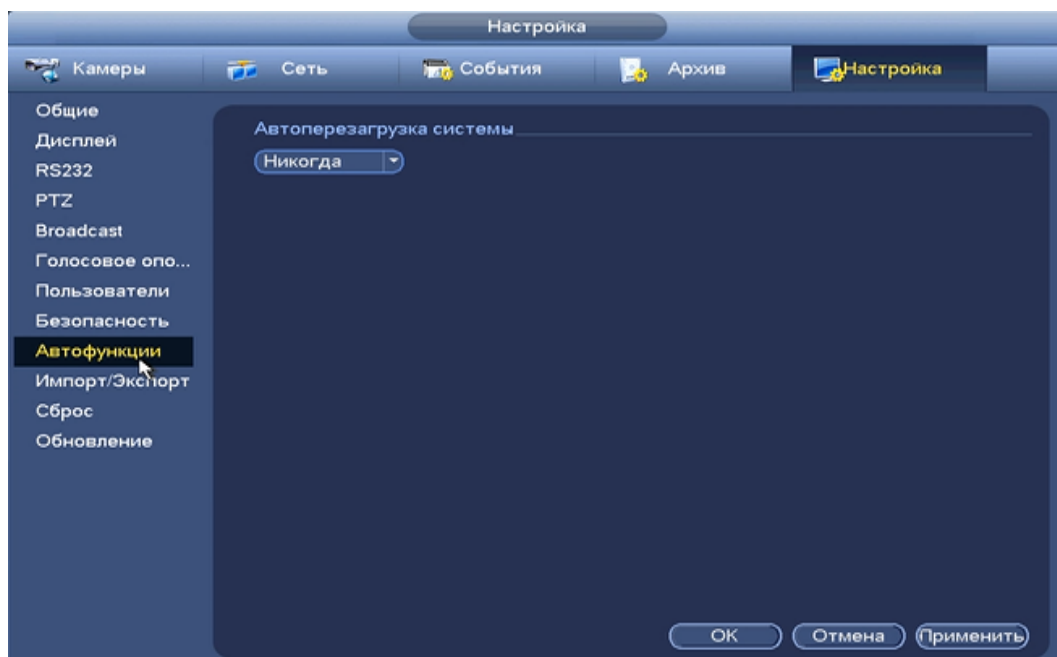 Настройка
Камеры Сеть События Архив Настройка
Общие
Дисплей
RS232
PTZ
Broadcast
Голосовое опо...
Пользователи
Безопасность
Автофункции
Импорт/Экспорт
Сброс
Обновление
Автоперезагрузка системы
Никогда
OK Отмена Применить